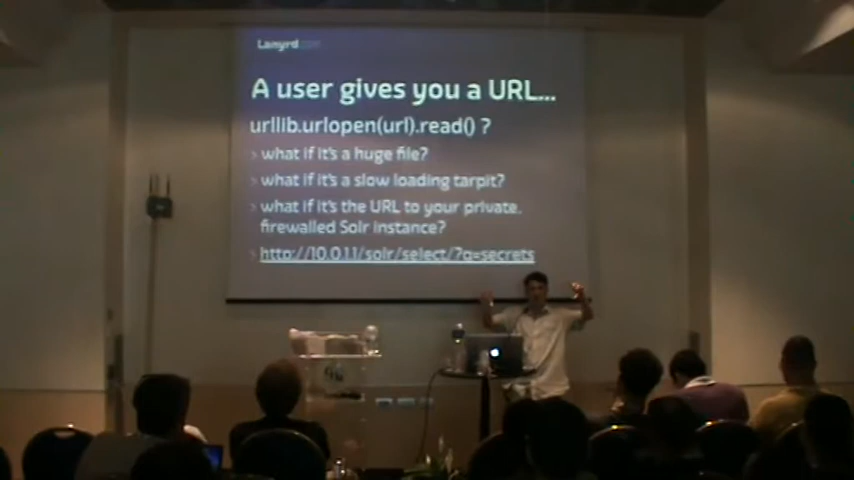 Lanyrd.com
A user gives you a URL...
urllib.urlopen(url).read() ?
› what if it's a huge file?
› what if it's a slow loading tarpit?
› what if it's the URL to your private,
firewalled Solr instance?
› http://10.0.1.1/solr/select/?q=secrets